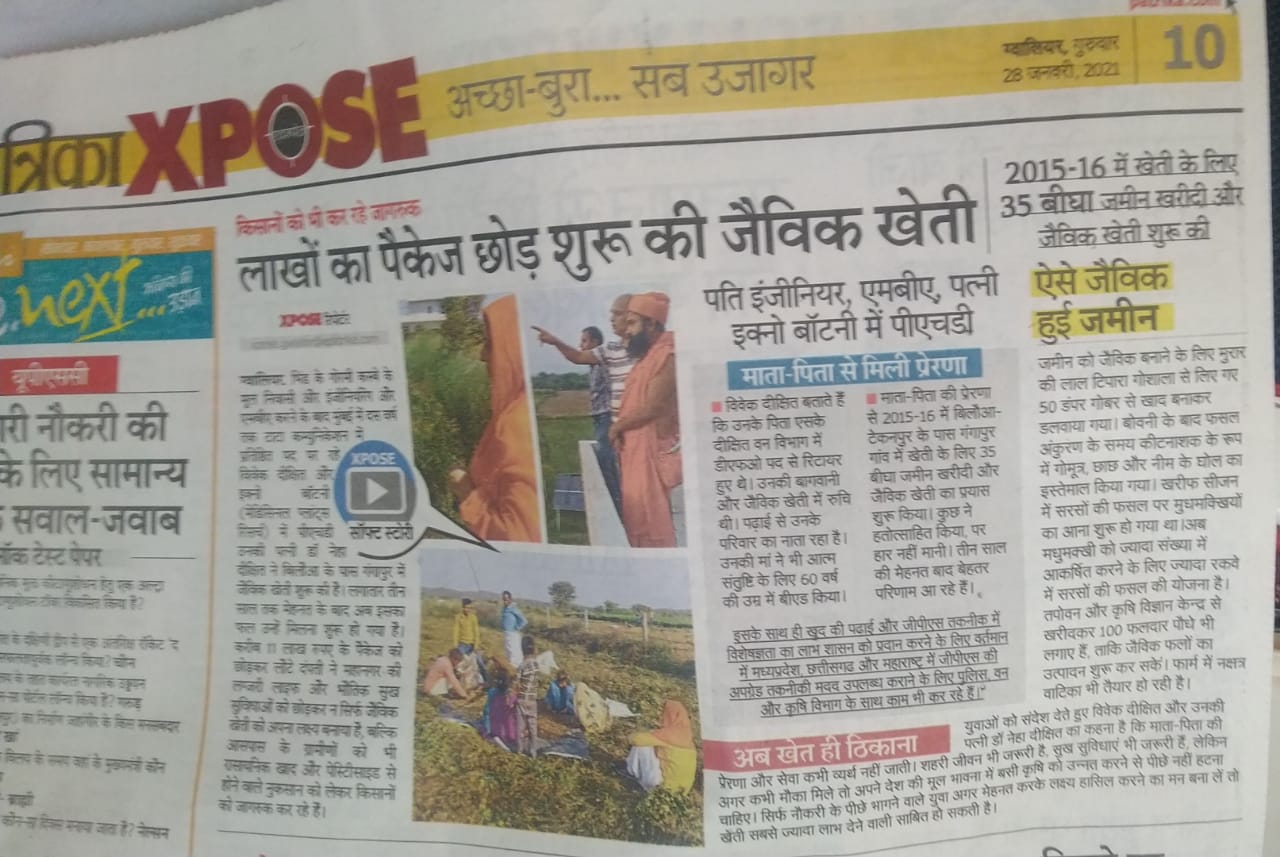 patrika.com
त्रिका XPOSE अच्छा-बुरा... सब उजागर
ग्वालियर, गुरुवार
28 जनवरी, 2021
10
next
यूपीएससी
री नौकरी की
के लिए सामान्य
सवाल-जवाब
मॉक टेस्ट पेपर
किसानों को भी कर रहे जागरुक
लाखों का पैकेज छोड़ शुरू की जैविक खेती
XPOSE रिपोर्टर
ग्वालियर. भिंड के गोरमी कस्बे के
मूल निवासी और इंजीनियरिंग और
एमबीए करने के बाद मुंबई में दस वर्ष
तक टाटा कम्युनिकेशन में
प्रतिष्ठित पद पर रहे
विवेक दीक्षित और
इक्नो बॉटनी
(मेडिसिनल प्लांट्स
) में पीएचडी
उनकी पत्नी डॉ नेहा
दीक्षित ने बिलौआ के पास गंगापुर में
जैविक खेती शुरू की है। लगातार तीन
साल तक मेहनत के बाद अब इसका
फल उन्हें मिलना शुरू हो गया है।
करीब 11 लाख रुपए के पैकेज को
छोड़कर लौटे दंपती ने महानगर की
लग्जरी लाइफ और भौतिक सुख
सुविधाओं को छोड़कर न सिर्फ जैविक
खेती को अपना लक्ष्य बनाया है, बल्कि
आसपास के ग्रामीणों को भी
रासायनिक खाद और पेस्टिसाइड से
होने वाले नुकसान को लेकर किसानों
को जागरुक कर रहे हैं।
XPOSE
सॉफ्ट स्टोरी
पति इंजीनियर, एमबीए, पत्नी
इक्नो बॉटनी में पीएचडी
माता-पिता से मिली प्रेरणा
विवेक दीक्षित बताते हैं
कि उनके पिता एसके
दीक्षित वन विभाग में
डीएफओ पद से रिटायर
हुए थे। उनकी बागवानी
और जैविक खेती में रुचि
थी। पढ़ाई से उनके
परिवार का नाता रहा है।
उनकी मां ने भी आत्म
संतुष्टि के लिए 60 वर्ष
की उम्र में बीएड किया।
माता-पिता की प्रेरणा
से 2015-16 में बिलौआ-
टेकनपुर के पास गंगापुर
गांव में खेती के लिए 35
बीघा जमीन खरीदी और
जैविक खेती का प्रयास
शुरू किया। कुछ ने
हतोत्साहित किया, पर
हार नहीं मानी। तीन साल
की मेहनत बाद बेहतर
परिणाम आ रहे हैं।
इसके साथ ही खुद की पढाई और जीपीएस तकनीक में
विशेषज्ञता का लाभ शासन को प्रदान करने के लिए वर्तमान
में मध्यप्रदेश, छत्तीसगढ और महाराष्ट्र में जीपीएस की
अपग्रेड तकनीकी मदद उपलब्ध कराने के लिए पुलिस, वन
और कृषि विभाग के साथ काम भी कर रहे हैं।"
2015-16 में खेती के लिए
35 बीघा जमीन खरीदी और
जैविक खेती शुरू की
ऐसे जैविक
हुई जमीन
जमीन को जैविक बनाने के लिए मुरार
की लाल टिपारा गोशाला से लिए गए
50 डंपर गोबर से खाद बनाकर
डलवाया गया। बोवनी के बाद फसल
अंकुरण के समय कीटनाशक के रूप
में गोमूत्र, छाछ और नीम के घोल का
इस्तेमाल किया गया। खरीफ सीजन
में सरसों की फसल पर मुधमक्खियों
का आना शुरू हो गया था।अब
मधुमक्खी को ज्यादा संख्या में
आकर्षित करने के लिए ज्यादा रकवे
में सरसों की फसल की योजना है।
तपोवन और कृषि विज्ञान केन्द्र से
खरीदकर 100 फलदार पौधे भी
लगाए हैं, ताकि जैविक फलों का
उत्पादन शुरू कर सकें। फार्म में नक्षत्र
वाटिका भी तैयार हो रही है।
अब खेत ही ठिकाना
युवाओं को संदेश देते हुए विवेक दीक्षित और उनकी
पत्नी डॉ नेहा दीक्षित का कहना है कि माता-पिता की
प्रेरणा और सेवा कभी व्यर्थ नहीं जाती। शहरी जीवन भी जरूरी है, सुख सुविधाएं भी जरूरी हैं, लेकिन
अगर कभी मौका मिले तो अपने देश की मूल भावना में बसी कृषि को उन्नत करने से पीछे नहीं हटना
चाहिए। सिर्फ नौकरी के पीछे भागने वाले युवा अगर मेहनत करके लक्ष्य हासिल करने का मन बना लें तो
खेती सबसे ज्यादा लाभ देने वाली साबित हो सकती है।